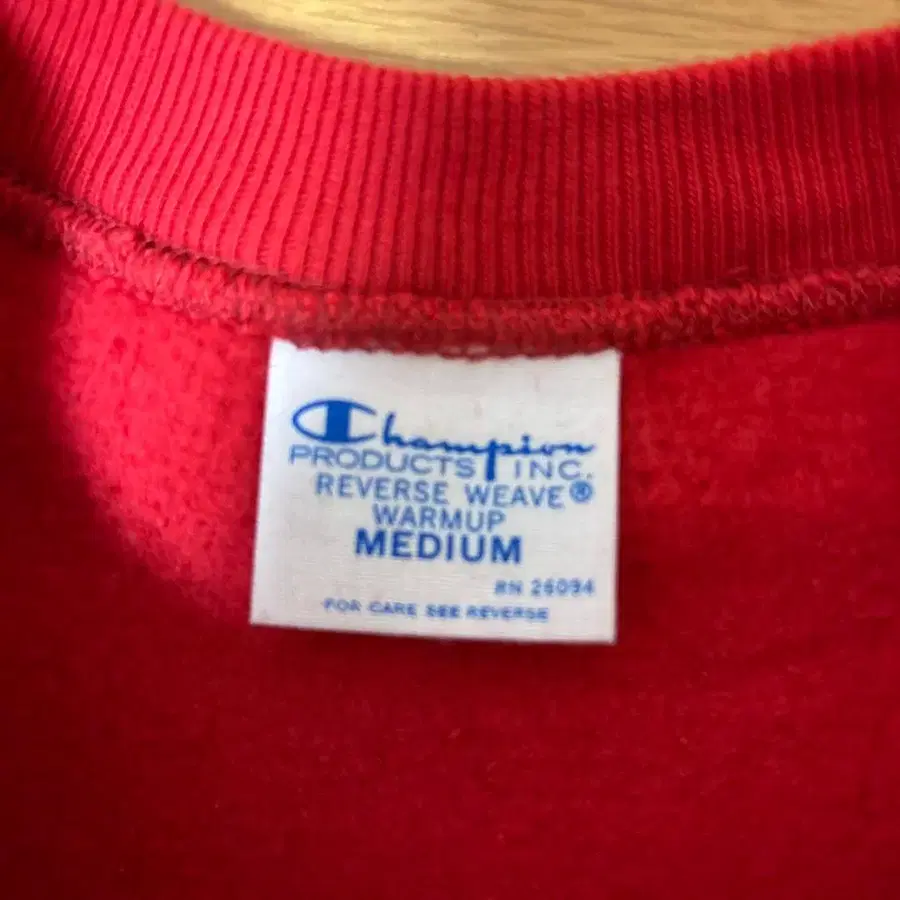 Champion
PRODUCTS INC.
REVERSE WEAVE®
WARMUP
MEDIUM
RN 26094
FOR CARE SEE REVERSE